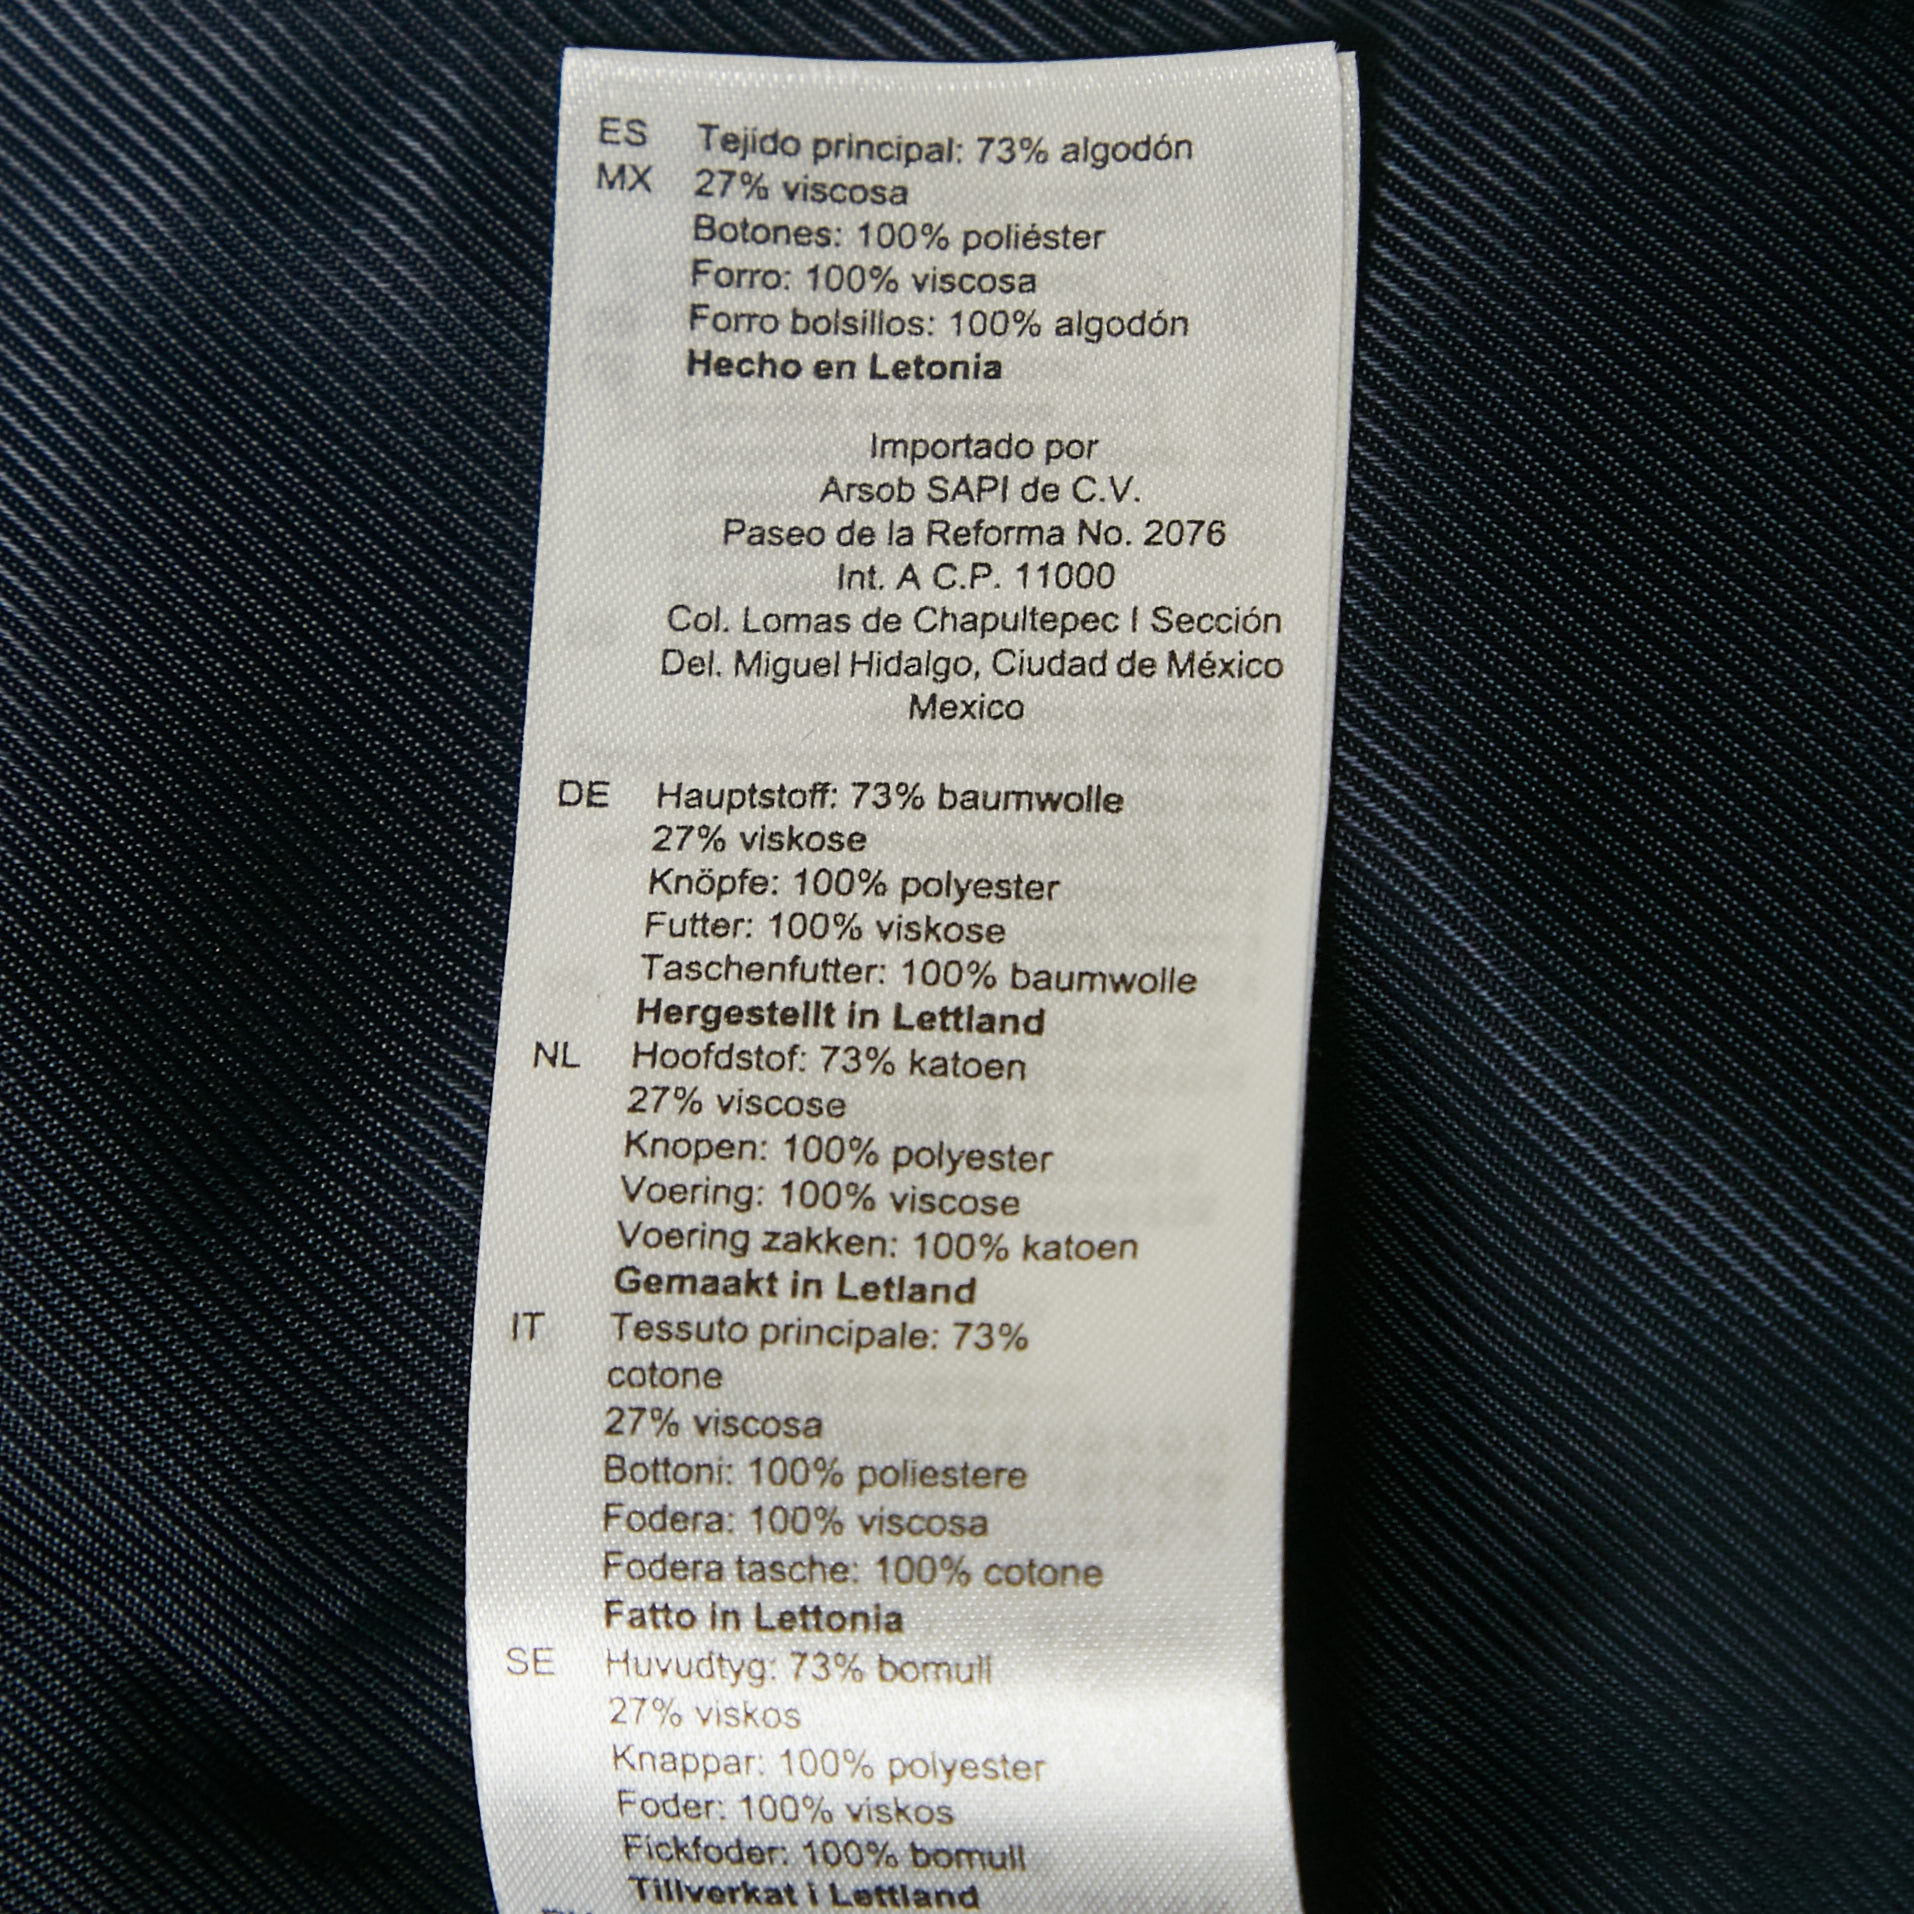 ES Tejido principal: 73% algodón
MX 27% viscosa
Botones: 100% poliéster
Forro: 100% viscosa
Forro bolsillos: 100% algodón
Hecho en Letonia
Importado por
Arsob SAPI de C.V.
Paseo de la Reforma No. 2076
Int. A C.P. 11000
Col. Lomas de Chapultepec I Sección
Del. Miguel Hidalgo, Ciudad de México
Mexico
DE Hauptstoff: 73% baumwolle
27% viskose
Knöpfe: 100% polyester
Futter: 100% viskose
Taschenfutter: 100% baumwolle
Hergestellt in Lettland
NL Hoofdstof: 73% katoen
27% viscose
Knopen: 100% polyester
Voering: 100% viscose
Voering zakken: 100% katoen
Gemaakt in Letland
IT Tessuto principale: 73%
cotone
27% viscosa
Bottoni: 100% poliestere
Fodera: 100% viscosa
Fodera tasche: 100% cotone
Fatto in Lettonia
SE Huvudtyg: 73% bomull
27% viskos
Knappar: 100% polyester
Foder: 100% viskos
Fickfoder: 100% bomull
Tillverkat i Lettland